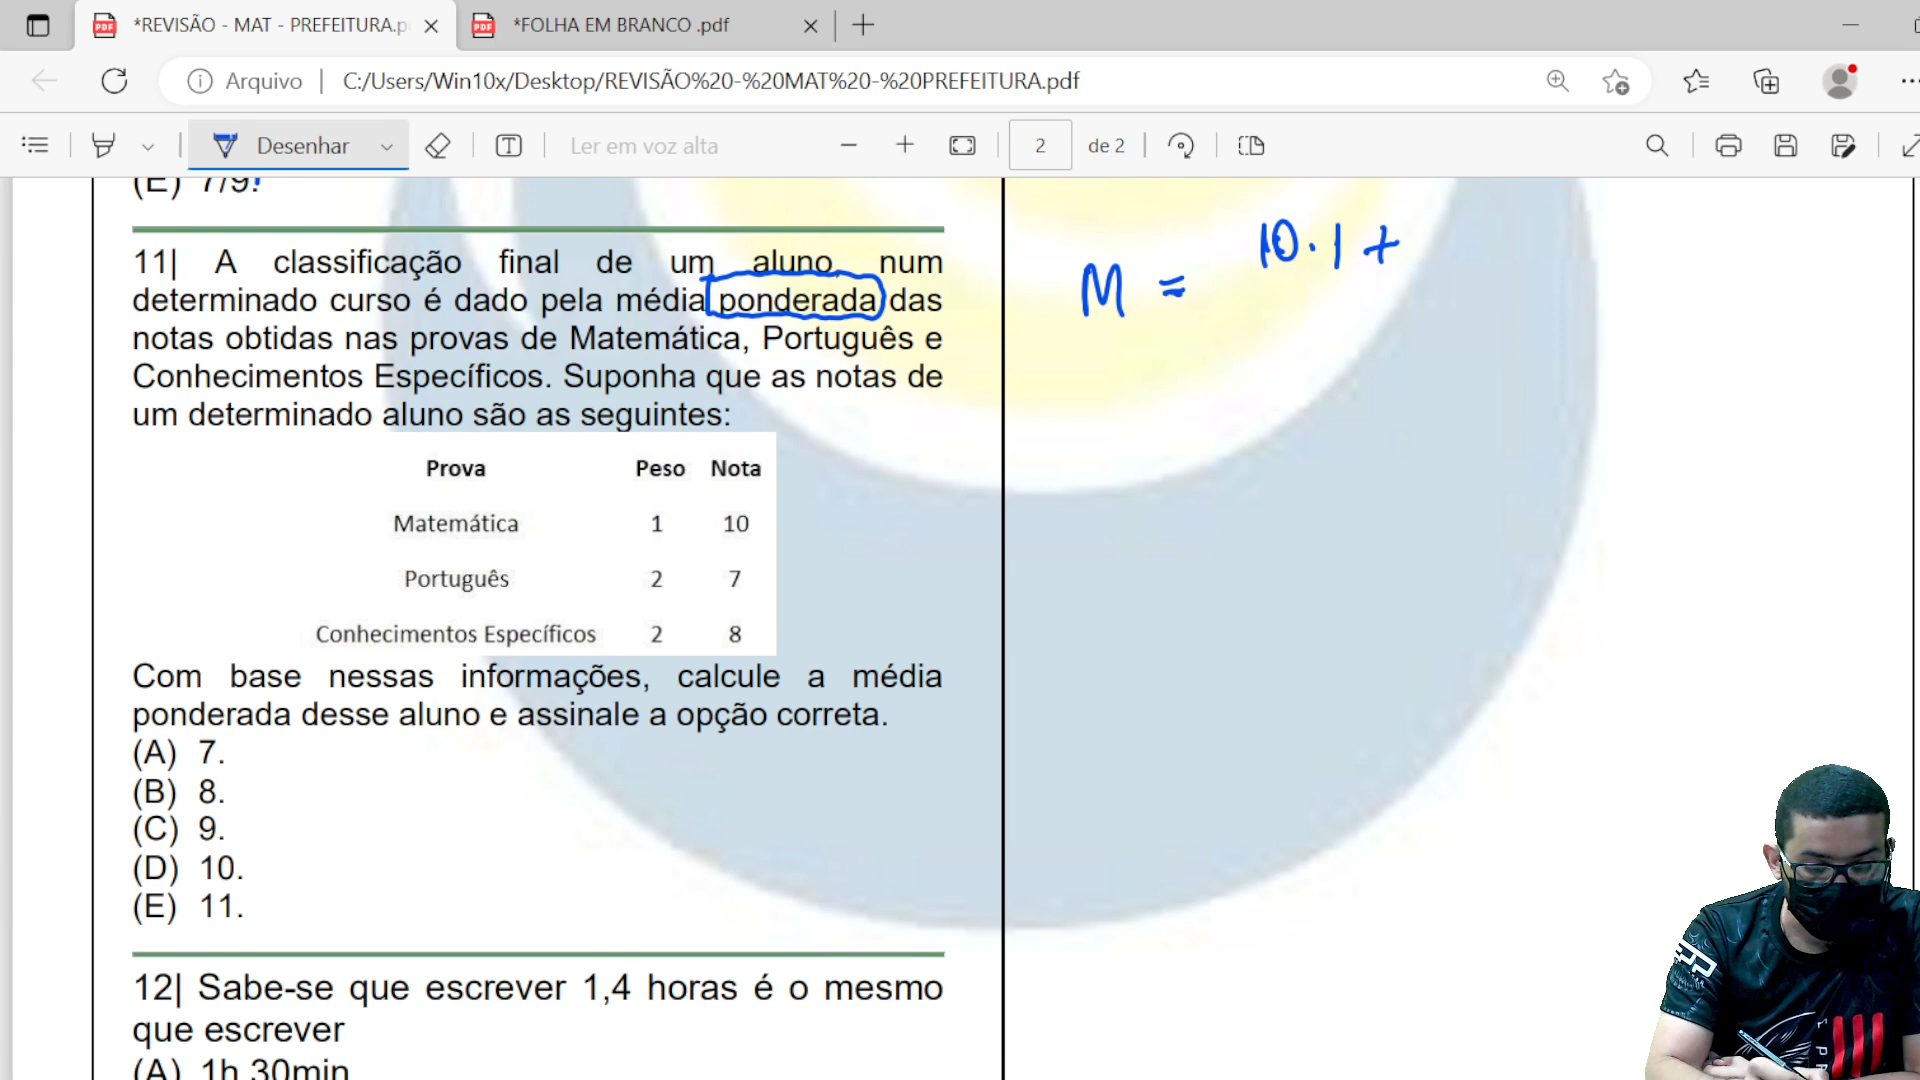 *REVISÃO - MAT - PREFEITURA.p
*FOLHA EM BRANCO .pdf
Arquivo
C:/Users/Win10x/Desktop/REVISÃO%20-%20MAT%20-%20PREFEITURA.pdf
Desenhar
Ler em voz alta
2
de 2
(E) 7/9!
11| A classificação final de um aluno num
determinado curso é dado pela média ponderada das
notas obtidas nas provas de Matemática, Português e
Conhecimentos Específicos. Suponha que as notas de
um determinado aluno são as seguintes:
Prova Peso Nota
Matemática 1 10
Português 2 7
Conhecimentos Específicos 2 8
Com base nessas informações, calcule a média
ponderada desse aluno e assinale a opção correta.
(A) 7.
(B) 8.
(C) 9.
(D) 10.
(E) 11.
12| Sabe-se que escrever 1,4 horas é o mesmo
que escrever
(A) 1h 30min
M = 10.1 +